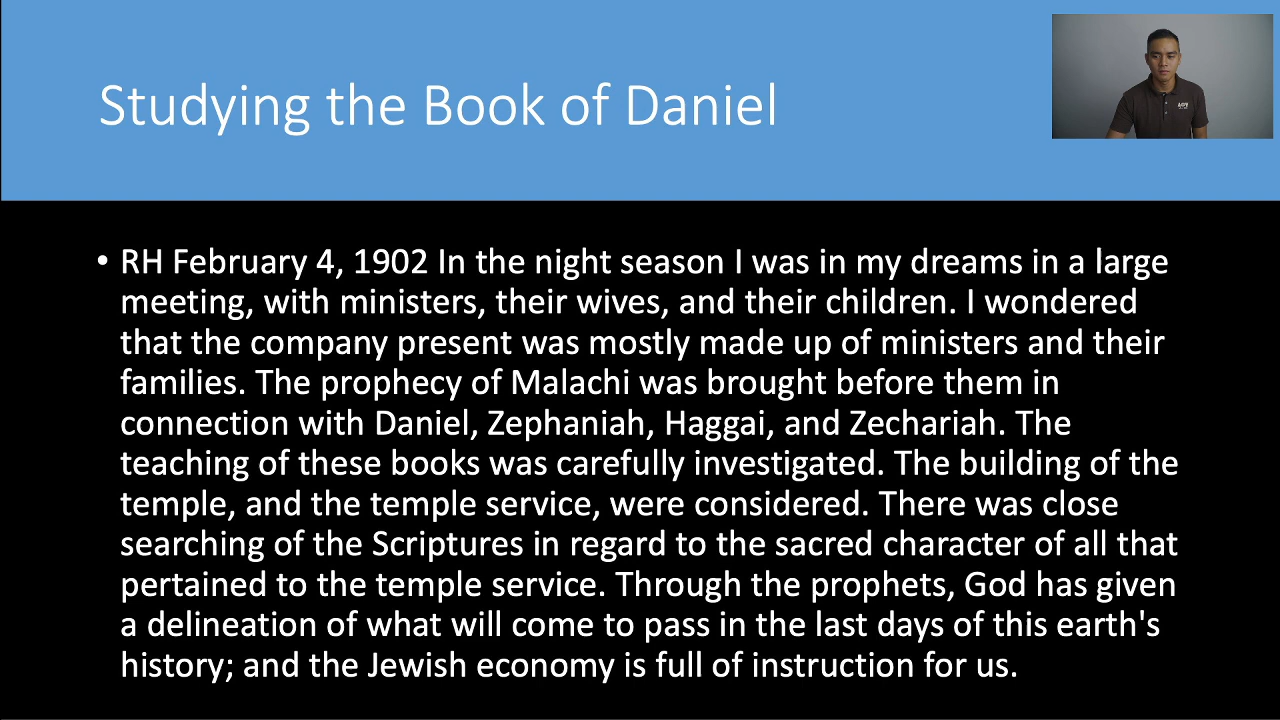 Studying the Book of Daniel
• RH February 4, 1902 In the night season I was in my dreams in a large
meeting, with ministers, their wives, and their children. I wondered
that the company present was mostly made up of ministers and their
families. The prophecy of Malachi was brought before them in
connection with Daniel, Zephaniah, Haggai, and Zechariah. The
teaching of these books was carefully investigated. The building of the
temple, and the temple service, were considered. There was close
searching of the Scriptures in regard to the sacred character of all that
pertained to the temple service. Through the prophets, God has given
a delineation of what will come to pass in the last days of this earth's
history; and the Jewish economy is full of instruction for us.